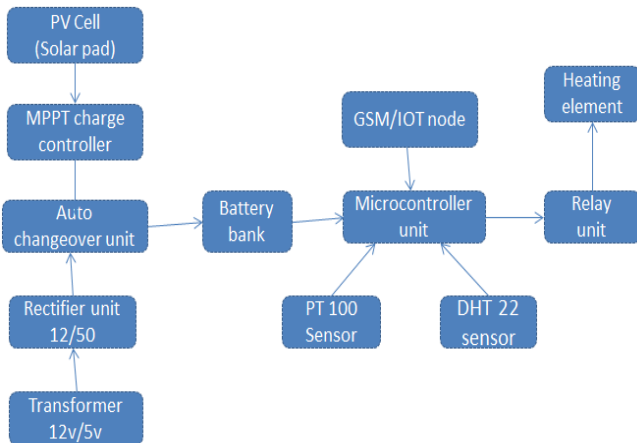 PV Cell
(Solar pad)
MPPT charge
controller
Auto
changeover unit
Rectifier unit
12/50
Transformer
12v/5v
Battery
bank
GSM/IOT node
Microcontroller
unit
PT 100
Sensor
DHT 22
sensor
Heating
element
Relay
unit